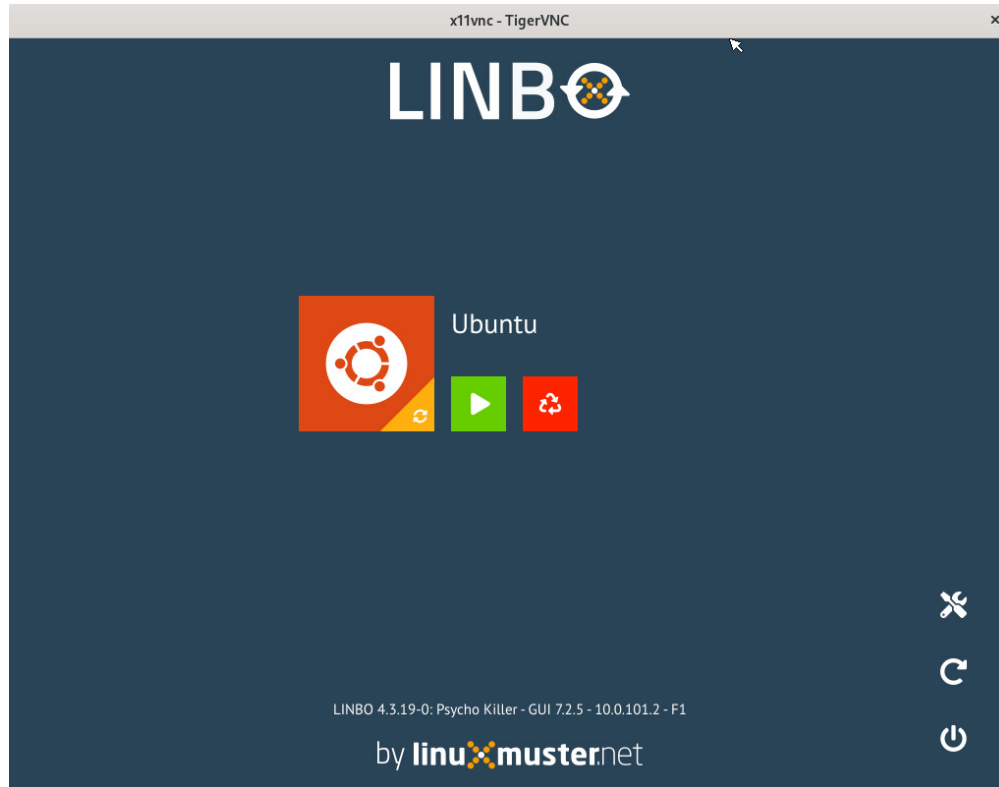 x11vnc - TigerVNC
LINBO
Ubuntu
LINBO 4.3.19-0: Psycho Killer - GUI 7.2.5 - 10.0.101.2 - F1
by linuxmuster.net